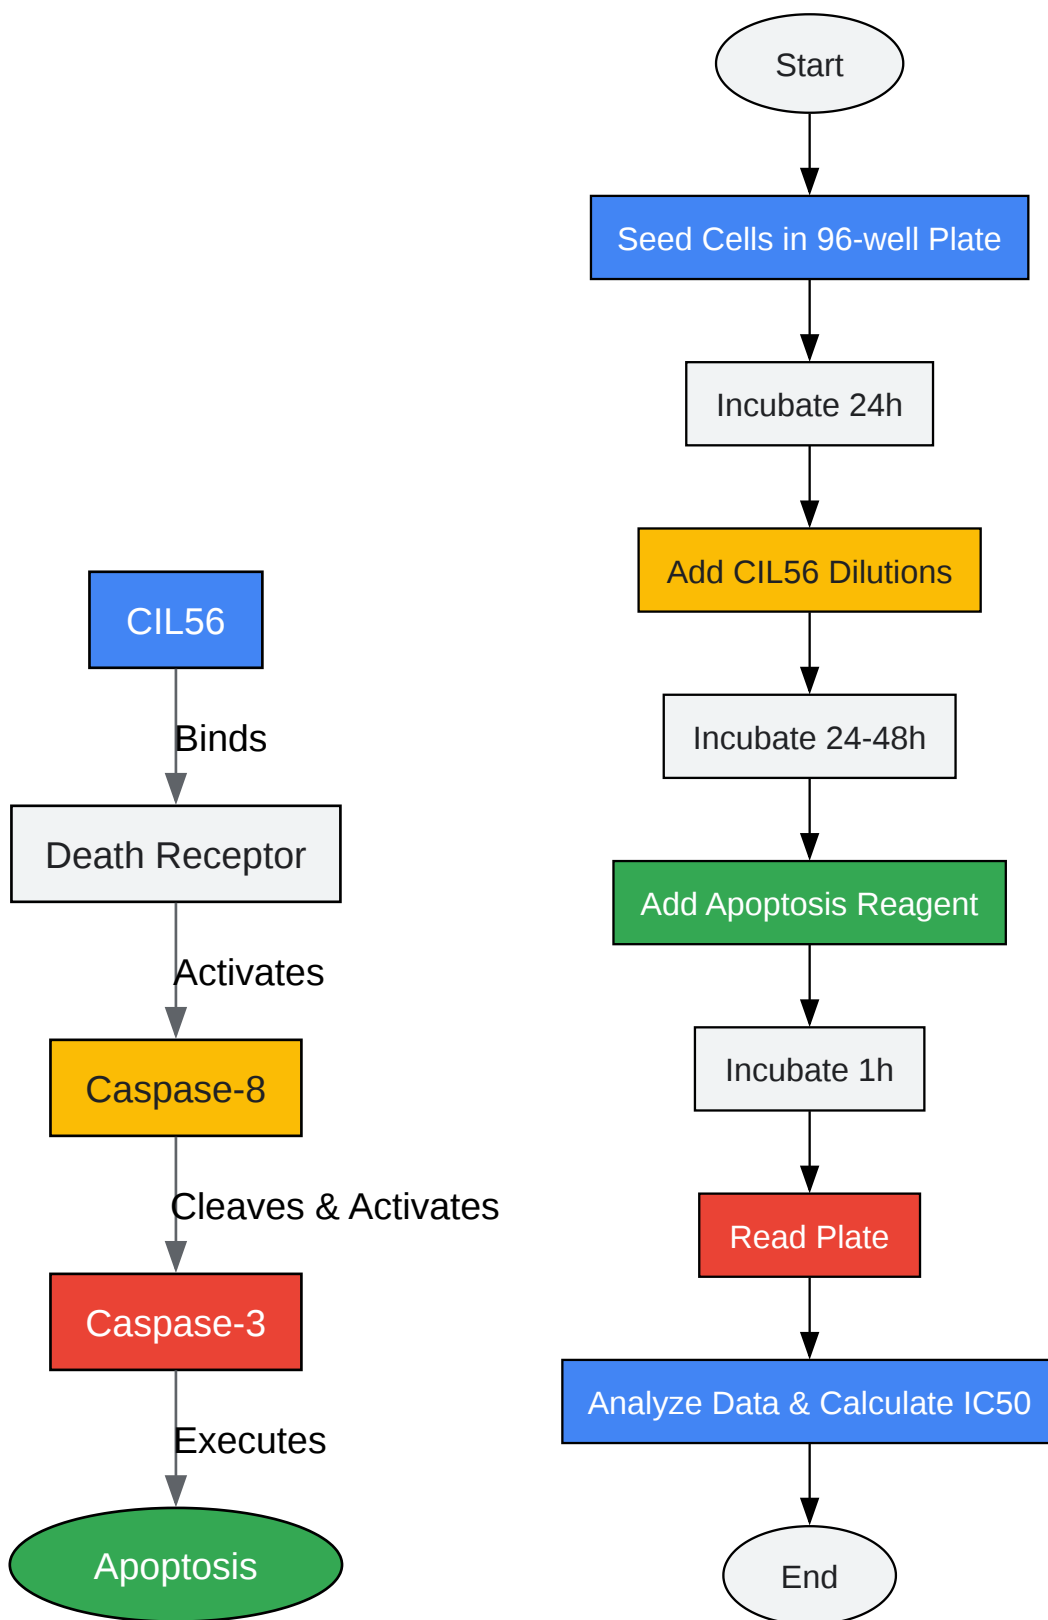 CIL56
Binds
Death Receptor
Activates
Caspase-8
Cleaves & Activates
Caspase-3
Executes
Apoptosis
Start
Seed Cells in 96-well Plate
Incubate 24h
Add CIL56 Dilutions
Incubate 24-48h
Add Apoptosis Reagent
Incubate 1h
Read Plate
Analyze Data & Calculate IC50
End